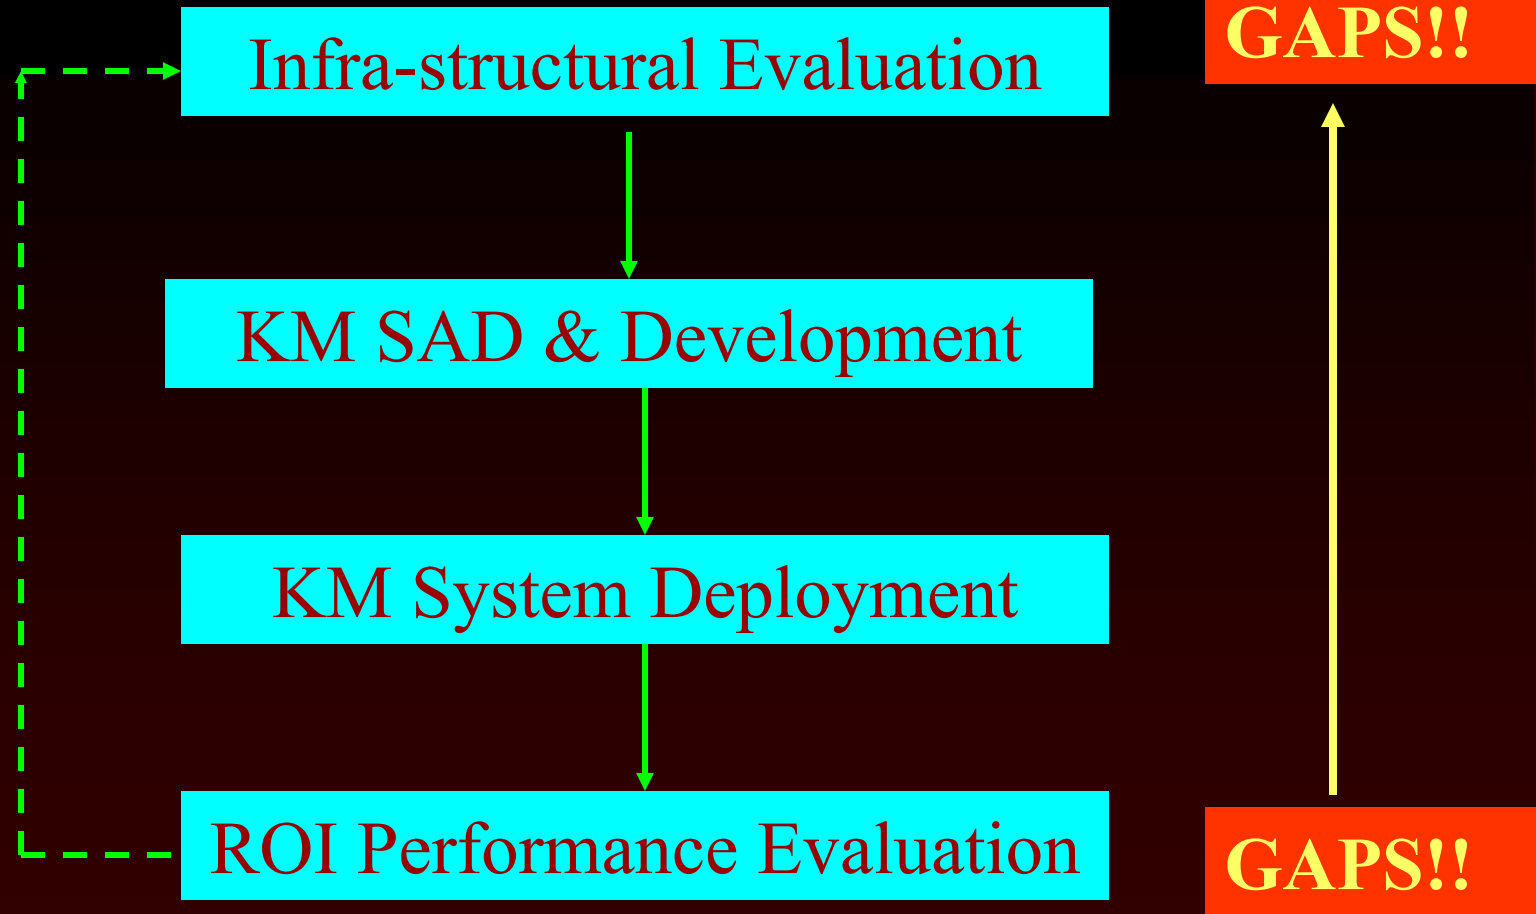 Infra-structural Evaluation
GAPS!!
KM SAD & Development
KM System Deployment
ROI Performance Evaluation
GAPS!!